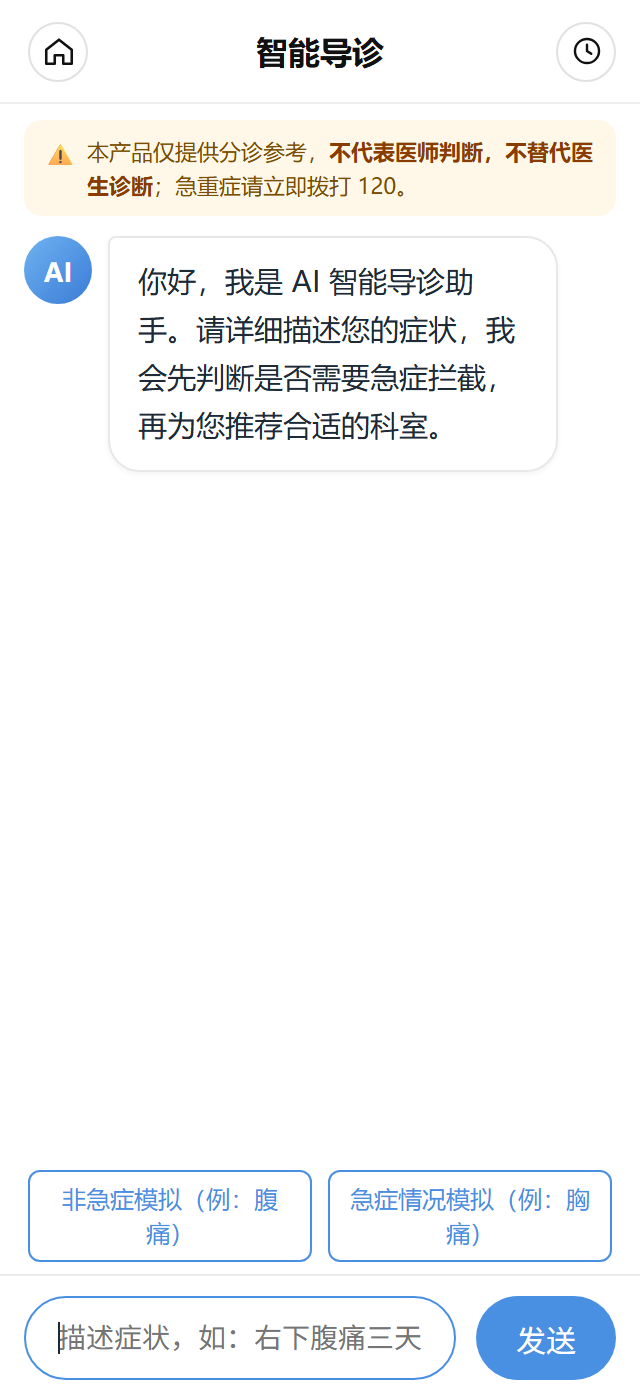 智能导诊
本产品仅提供分诊参考，不代表医师判断，不替代医
生诊断；急重症请立即拨打 120。
AI
你好，我是 AI 智能导诊助
手。请详细描述您的症状，我
会先判断是否需要急症拦截，
再为您推荐合适的科室。
非急症模拟（例：腹
痛）
急症情况模拟（例：胸
痛）
描述症状，如：右下腹痛三天
发送